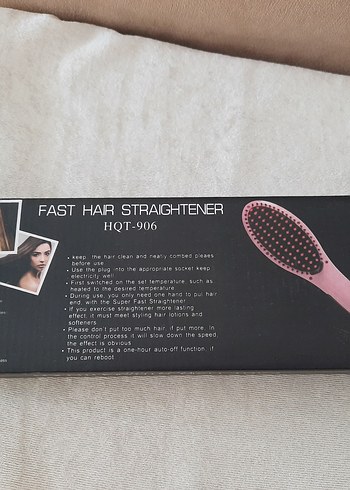 FAST HAIR STRAIGHTENER
HQT-906
• keep the hair clean and neatly combed pleaes
before use
• Use the plug into the appropriate socket keep
electricity well
• First switched on the set temperature, such as
heated to the desired temperature
• During use, you only need one hand to pull hair
end, with the Super Fast Straightener
• if you exercise straightener more lasting
effect, it must meet styling hair lotions and
softeners
• Please don't put too much hair, if put more, In the
control process it will slow down the speed,
the effect is obvious
• This product is a one-hour auto-off function, if
you can reboot.